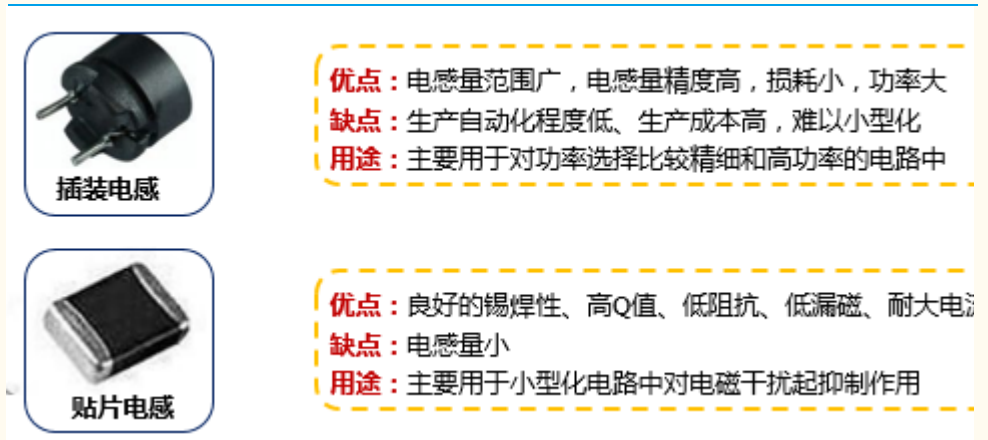 优点：电感量范围广，电感量精度高，损耗小，功率大
缺点：生产自动化程度低、生产成本高，难以小型化
用途：主要用于对功率选择比较精细和高功率的电路中
插装电感
优点：良好的锡焊性、高Q值、低阻抗、低漏磁、耐大电
缺点：电感量小
用途：主要用于小型化电路中对电磁干扰起抑制作用
贴片电感